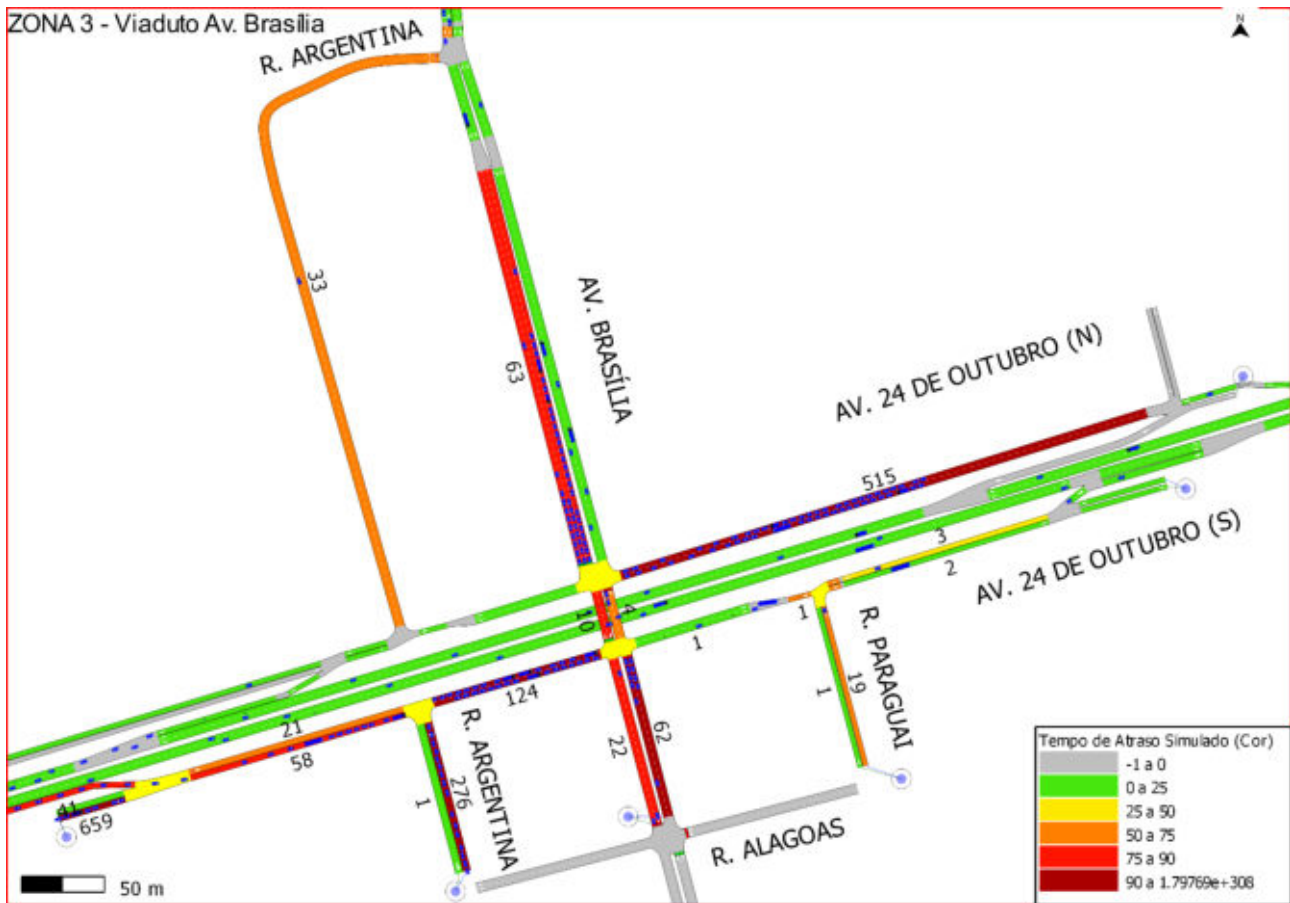 ZONA 3 - Viaduto Av. Brasília
N
R. ARGENTINA
33
63
AV. BRASÍLIA
AV. 24 DE OUTUBRO (N)
515
3
2
AV. 24 DE OUTUBRO (S)
10
4
1
1
R. PARAGUAI
19
1
124
21
58
R. ARGENTINA
276
1
22
62
41
659
R. ALAGOAS
50 m
Tempo de Atraso Simulado (Cor)
-1 a 0
0 a 25
25 a 50
50 a 75
75 a 90
90 a 1.79769e+308